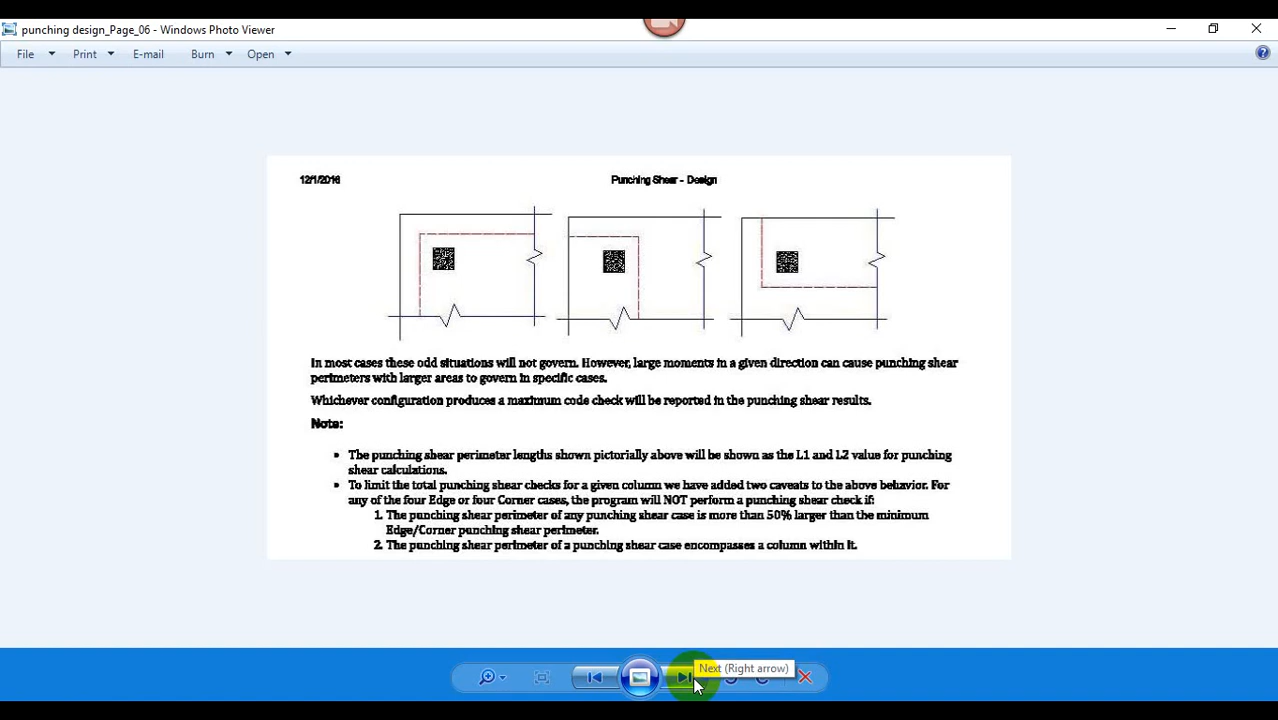 punching design_Page_06 - Windows Photo Viewer
File Print E-mail Burn Open
12/1/2016 Punching Shear - Design
In most cases these odd situations will not govern. However, large moments in a given direction can cause punching shear
perimeters with larger areas to govern in specific cases.
Whichever configuration produces a maximum code check will be reported in the punching shear results.
Note:
• The punching shear perimeter lengths shown pictorially above will be shown as the L1 and L2 value for punching
shear calculations.
• To limit the total punching shear checks for a given column we have added two caveats to the above behavior. For
any of the four Edge or four Corner cases, the program will NOT perform a punching shear check if:
1. The punching shear perimeter of any punching shear case is more than 50% larger than the minimum
Edge/Corner punching shear perimeter.
2. The punching shear perimeter of a punching shear case encompasses a column within it.
Next (Right arrow)